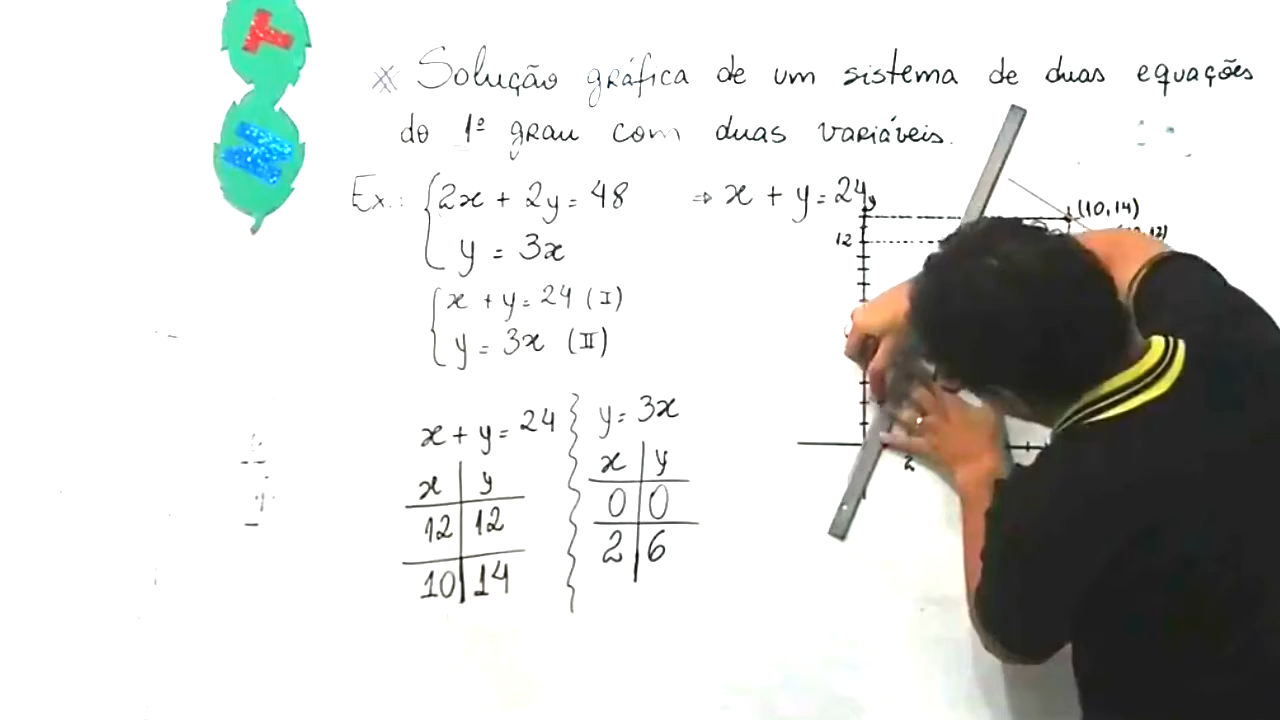 T
M
* Solução gráfica de um sistema de duas equações
do 1º grau com duas variáveis.
Ex.: { 2x + 2y = 48 ⇒ x + y = 24
y = 3x
{ x + y = 24 (I)
y = 3x (II)
x + y = 24
x | y
12 | 12
10 | 14
y = 3x
x | y
0 | 0
2 | 6
y
(10,14)
12
2